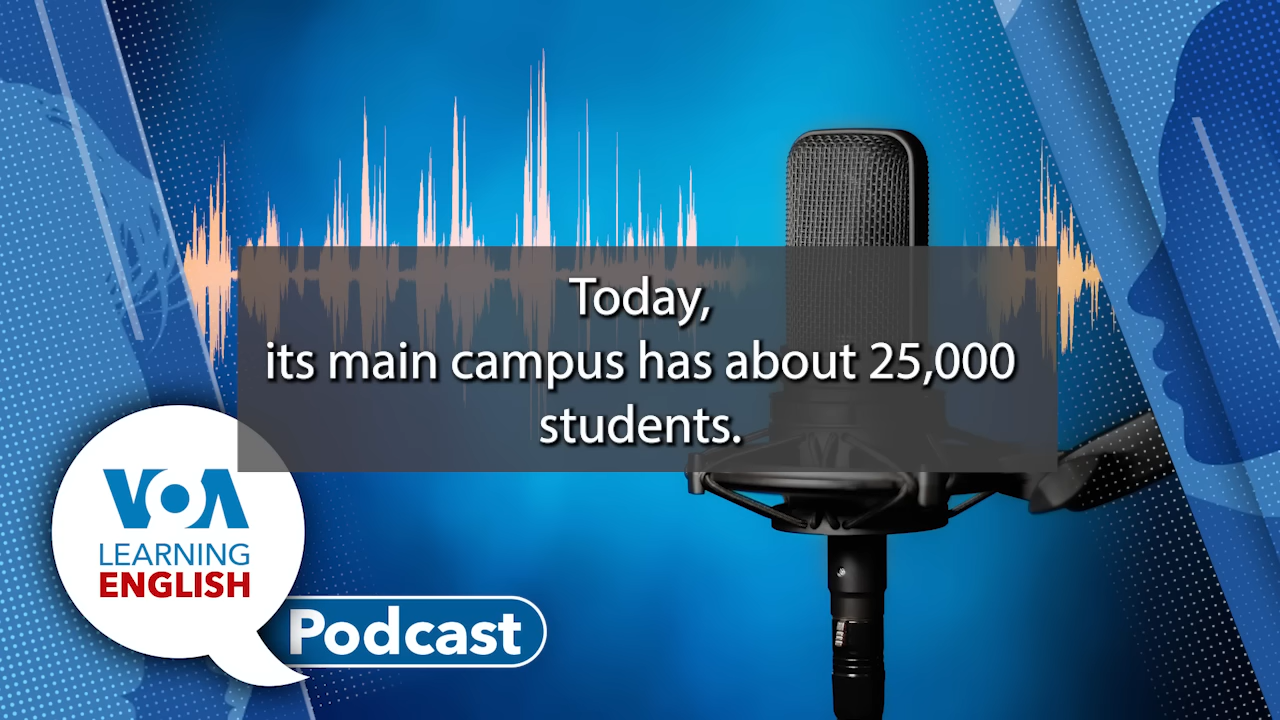 Today,
its main campus has about 25,000
students.
VOA
LEARNING
ENGLISH
Podcast